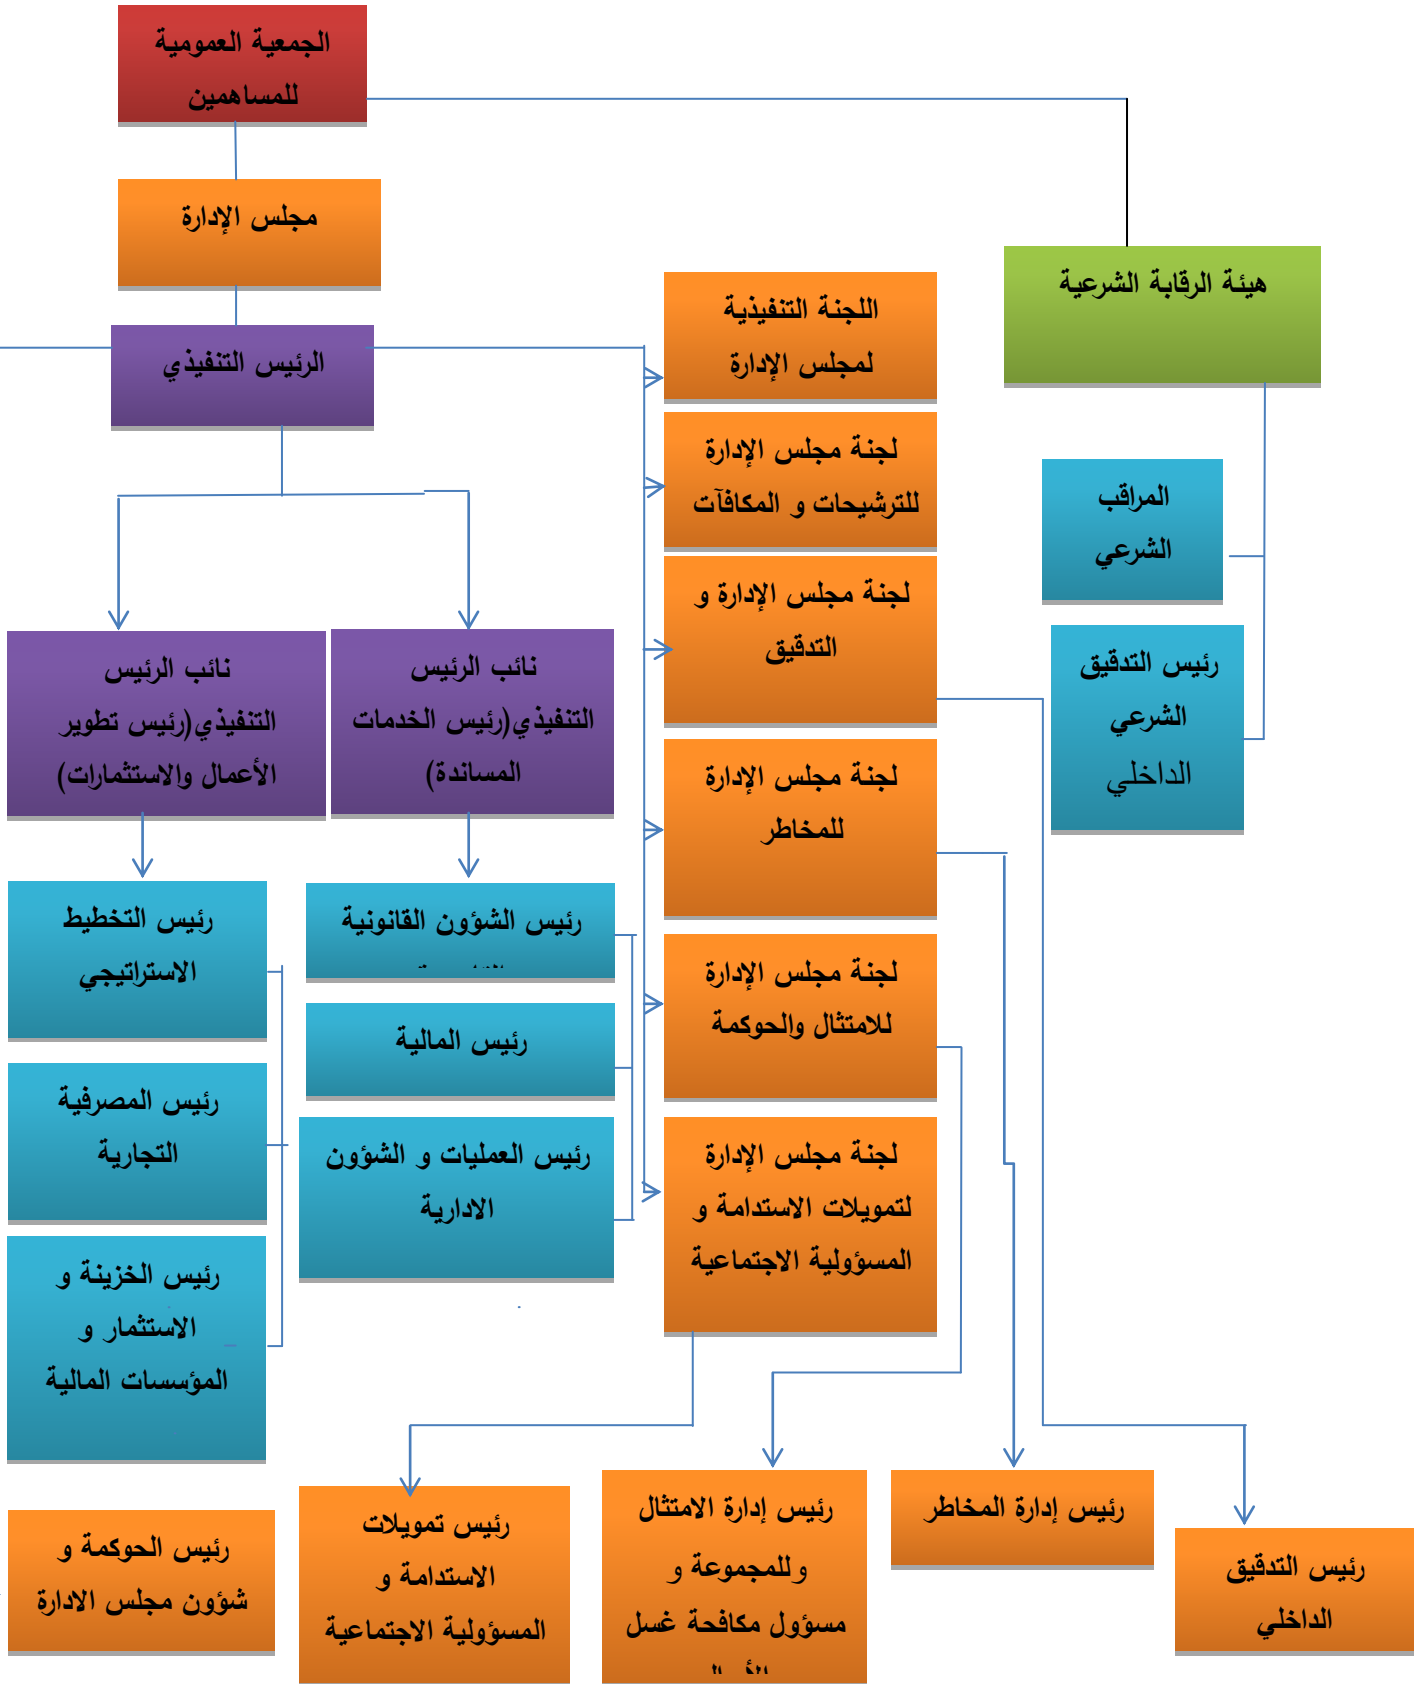 الجمعية العمومية
للمساهمين
مجلس الإدارة
هيئة الرقابة الشرعية
اللجنة التنفيذية
لمجلس الإدارة
الرئيس التنفيذي
لجنة مجلس الإدارة
للترشيحات و المكافآت
المراقب
الشرعي
لجنة مجلس الإدارة و
التدقيق
رئيس التدقيق
الشرعي
الداخلي
نائب الرئيس
التنفيذي(رئيس الخدمات
المساندة)
نائب الرئيس
التنفيذي(رئيس تطوير
الأعمال والاستثمارات)
لجنة مجلس الإدارة
للمخاطر
رئيس الشؤون القانونية
رئيس التخطيط
الاستراتيجي
لجنة مجلس الإدارة
للامتثال والحوكمة
رئيس المالية
رئيس المصرفية
التجارية
لجنة مجلس الإدارة
لتمويلات الاستدامة و
المسؤولية الاجتماعية
رئيس العمليات و الشؤون
الادارية
رئيس الخزينة و
الاستثمار و
المؤسسات المالية
رئيس التدقيق
الداخلي
رئيس إدارة المخاطر
رئيس إدارة الامتثال
وللمجموعة و
مسؤول مكافحة غسل
رئيس تمويلات
الاستدامة و
المسؤولية الاجتماعية
رئيس الحوكمة و
شؤون مجلس الادارة